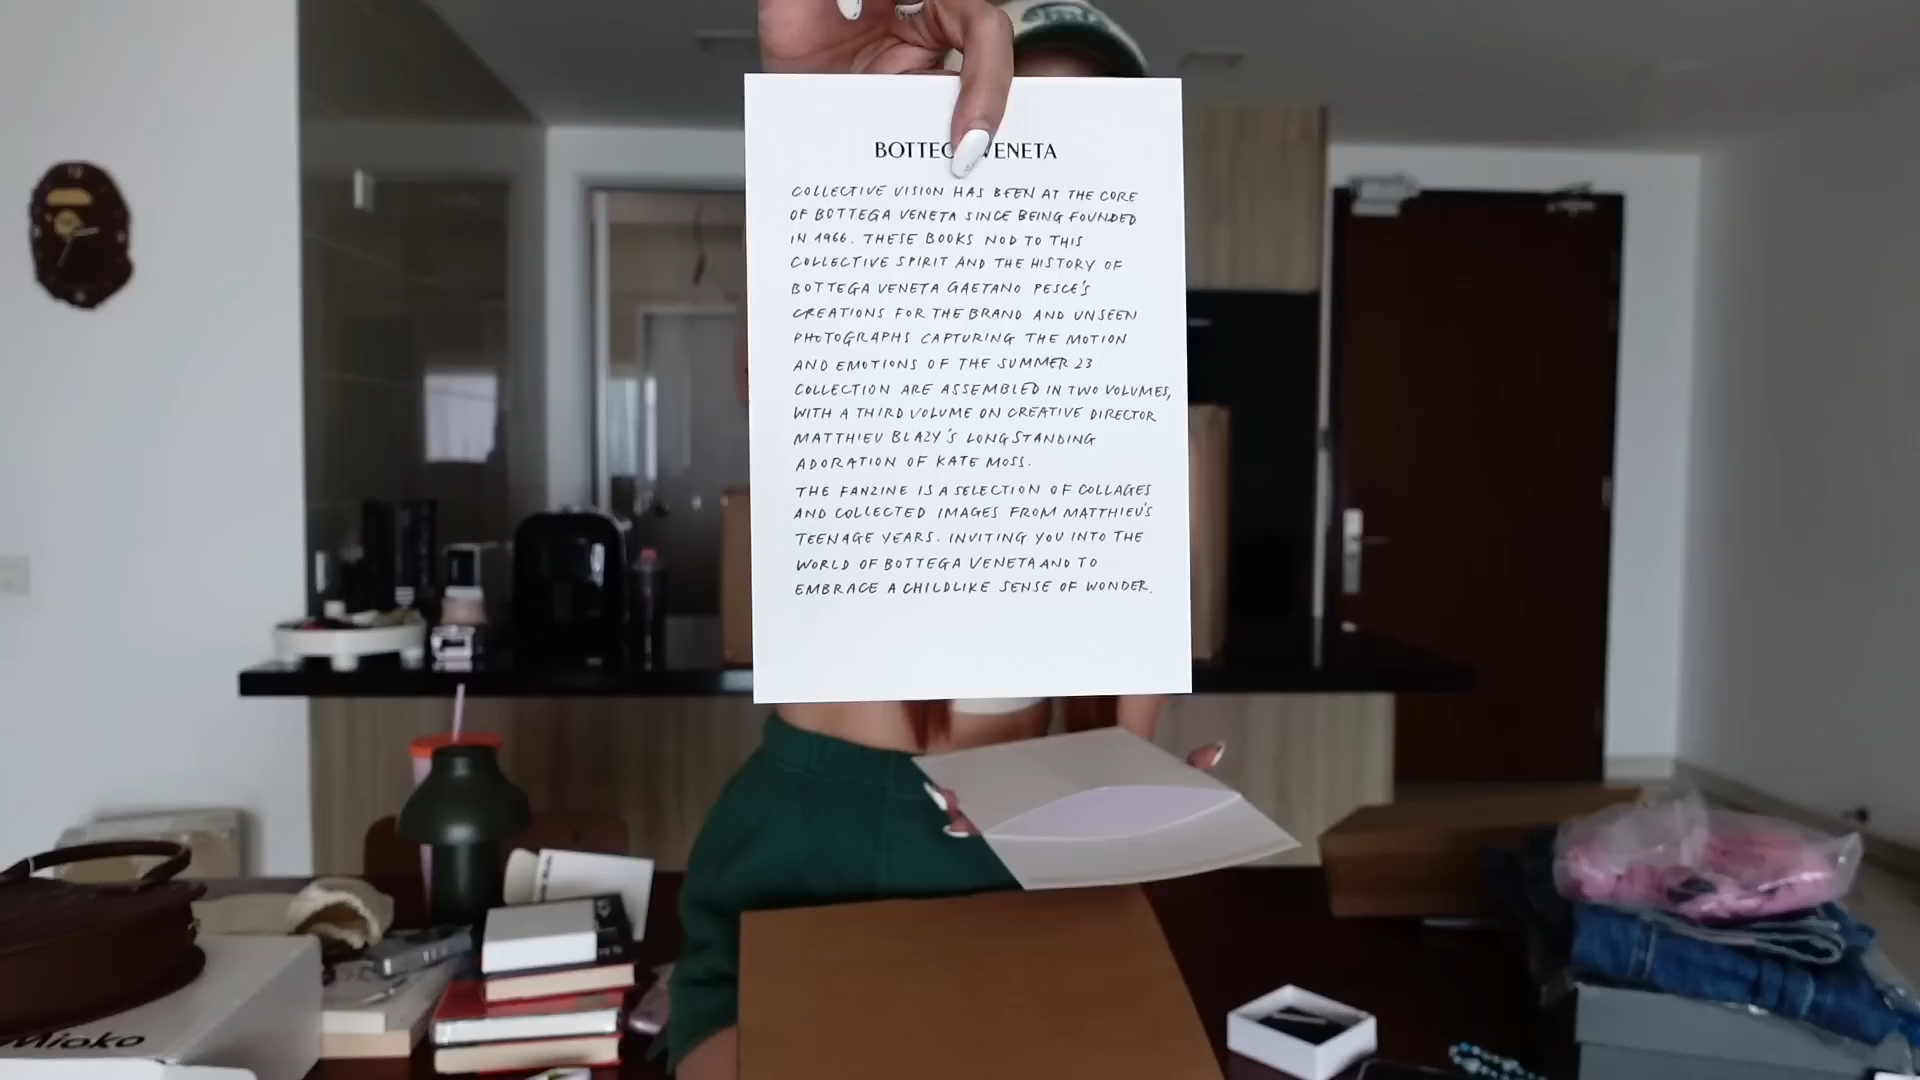 BOTTEGA VENETA
COLLECTIVE VISION HAS BEEN AT THE CORE
OF BOTTEGA VENETA SINCE BEING FOUNDED
IN 1966. THESE BOOKS NOD TO THIS
COLLECTIVE SPIRIT AND THE HISTORY OF
BOTTEGA VENETA GAETANO PESCE'S
CREATIONS FOR THE BRAND AND UNSEEN
PHOTOGRAPHS CAPTURING THE MOTION
AND EMOTIONS OF THE SUMMER 23
COLLECTION ARE ASSEMBLED IN TWO VOLUMES,
WITH A THIRD VOLUME ON CREATIVE DIRECTOR
MATTHIEU BLAZY'S LONGSTANDING
ADORATION OF KATE MOSS.
THE FANZINE IS A SELECTION OF COLLAGES
AND COLLECTED IMAGES FROM MATTHIEU'S
TEENAGE YEARS. INVITING YOU INTO THE
WORLD OF BOTTEGA VENETA AND TO
EMBRACE A CHILDLIKE SENSE OF WONDER.
Mioko